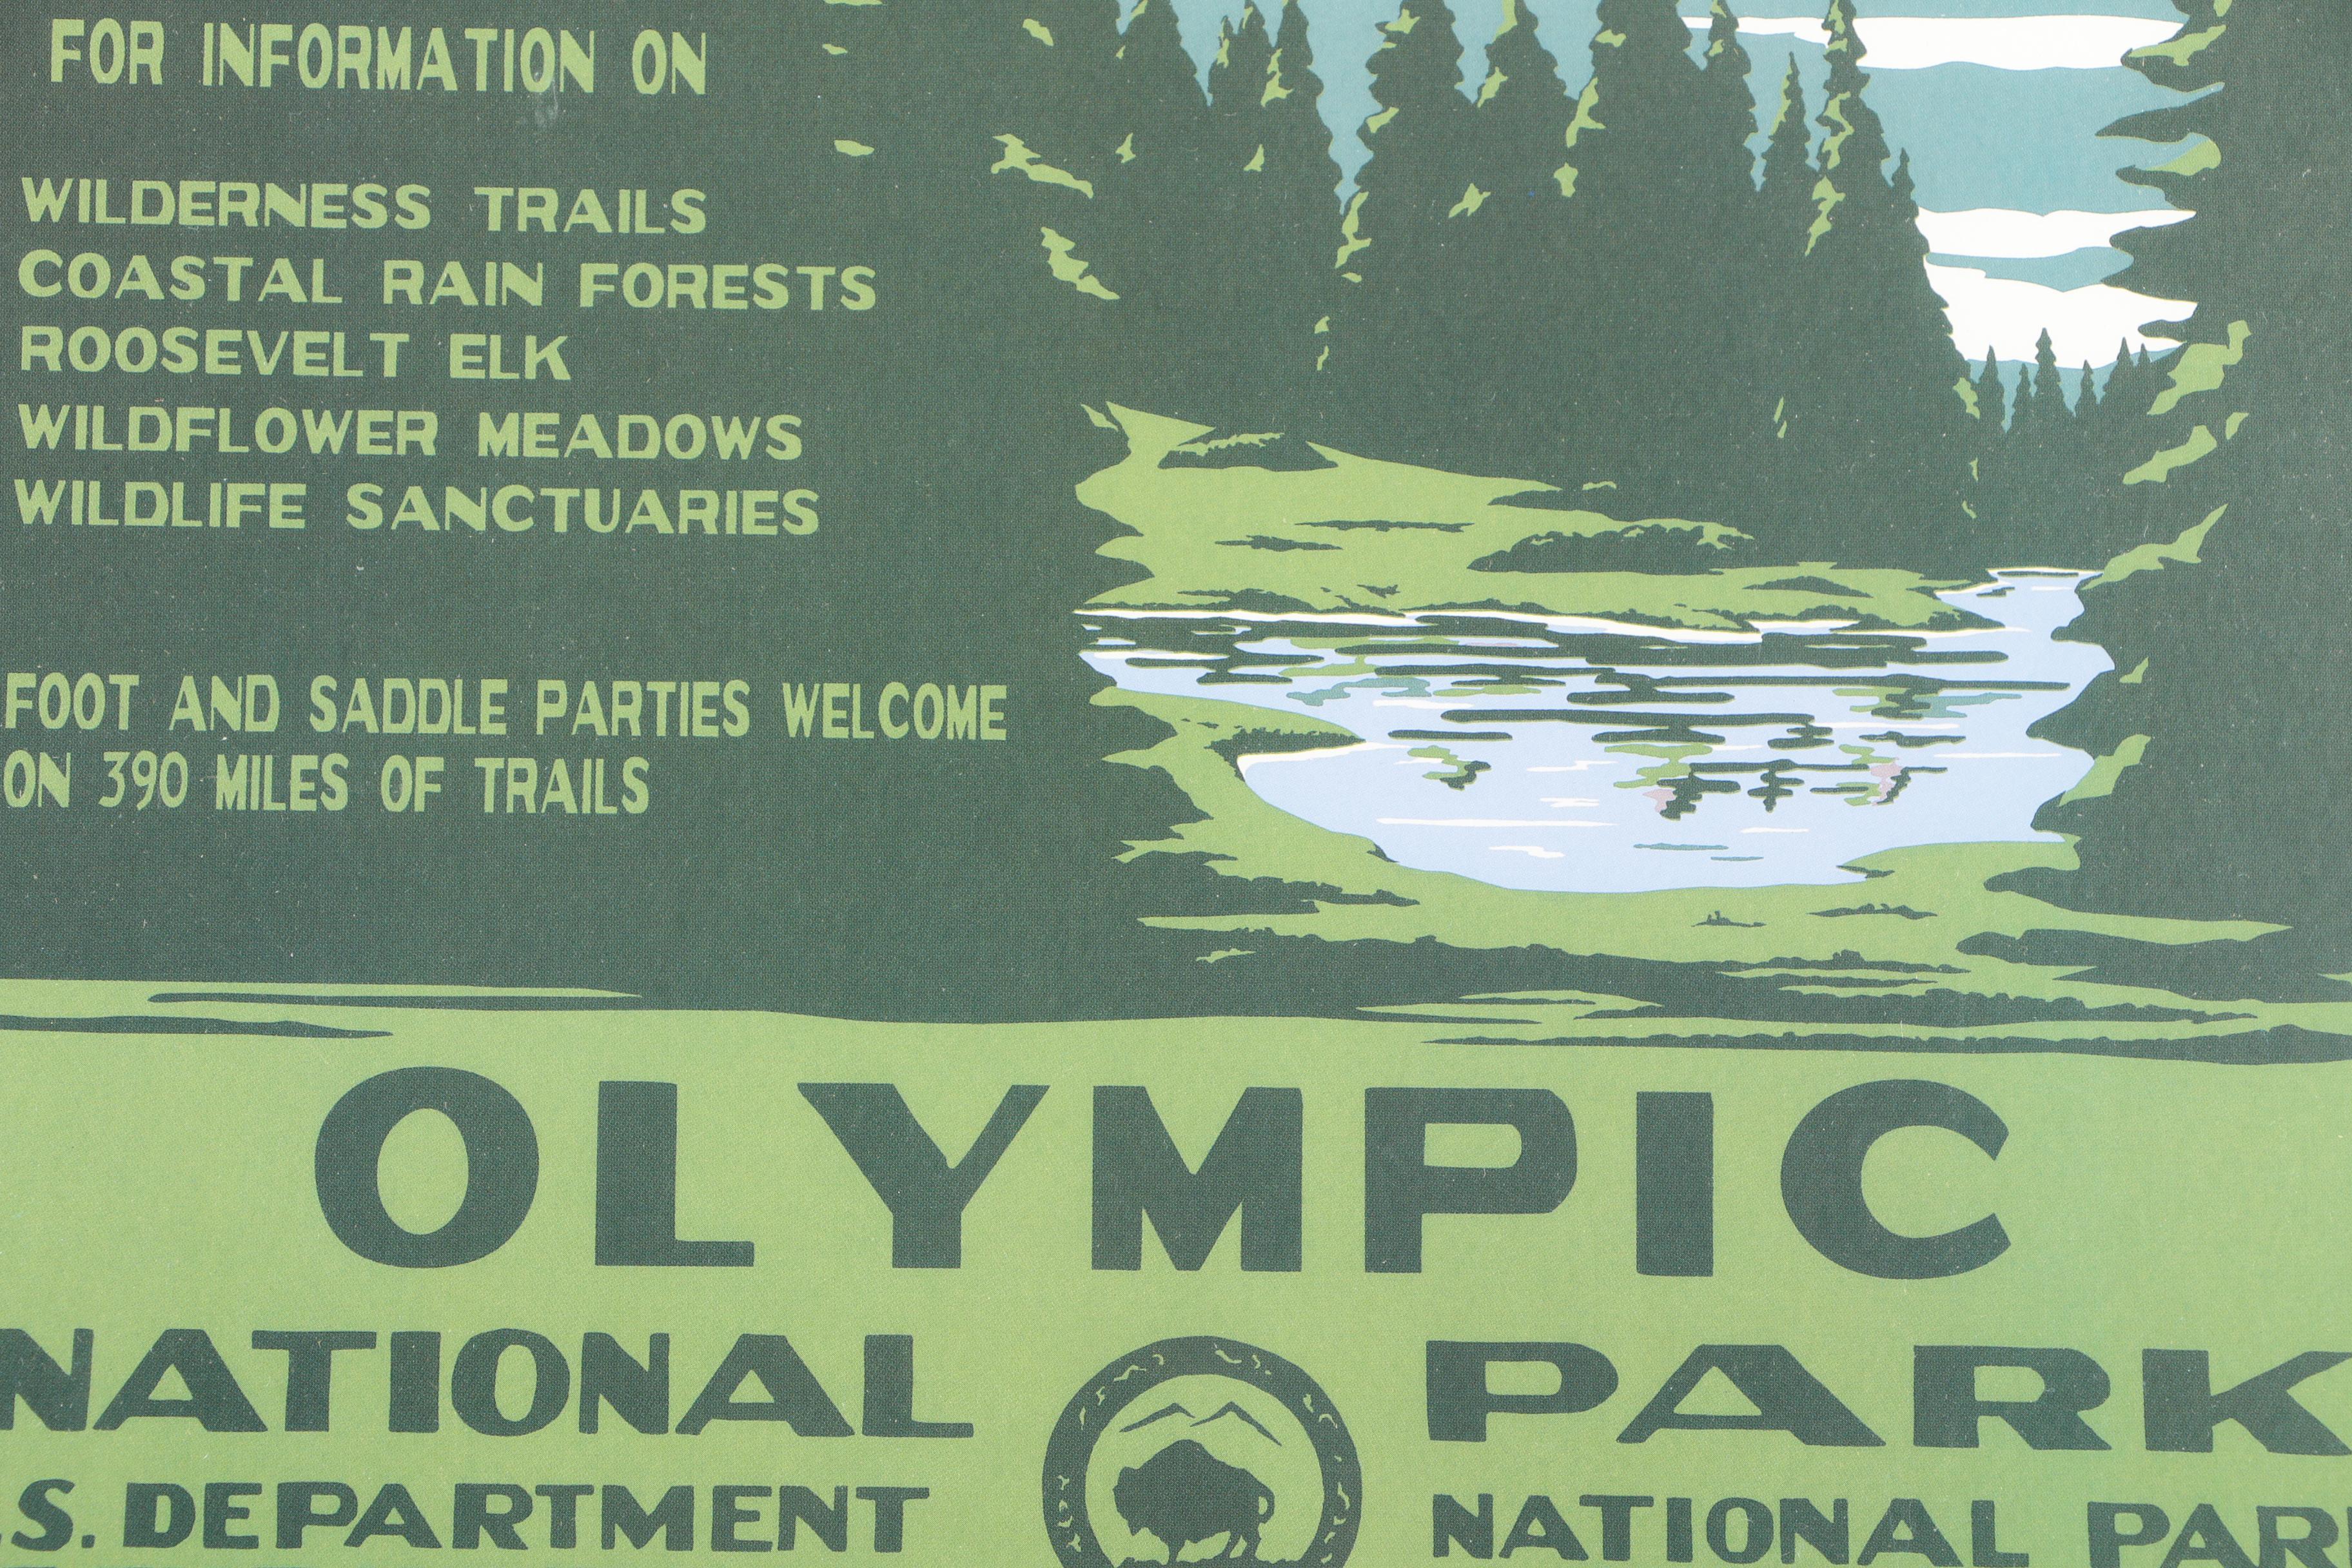 FOR INFORMATION ON
WILDERNESS TRAILS
COASTAL RAIN FORESTS
ROOSEVELT ELK
WILDFLOWER MEADOWS
WILDLIFE SANCTUARIES
FOOT AND SADDLE PARTIES WELCOME
ON 390 MILES OF TRAILS
OLYMPIC
NATIONAL PARK
.S. DEPARTMENT NATIONAL PAR